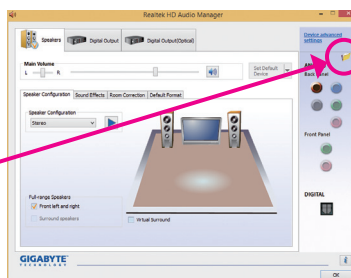 Realtek HD Audio Manager
Speakers
Digital Output
Digital Output(Optical)
Device advanced
settings
Main Volume
L
R
Set Default
Device
Back Panel
Speaker Configuration
Sound Effects
Room Correction
Default Format
Speaker Configuration
Stereo
Front Panel
Full-range Speakers
Front left and right
Surround speakers
Virtual Surround
DIGITAL
GIGABYTE
TECHNOLOGY
OK